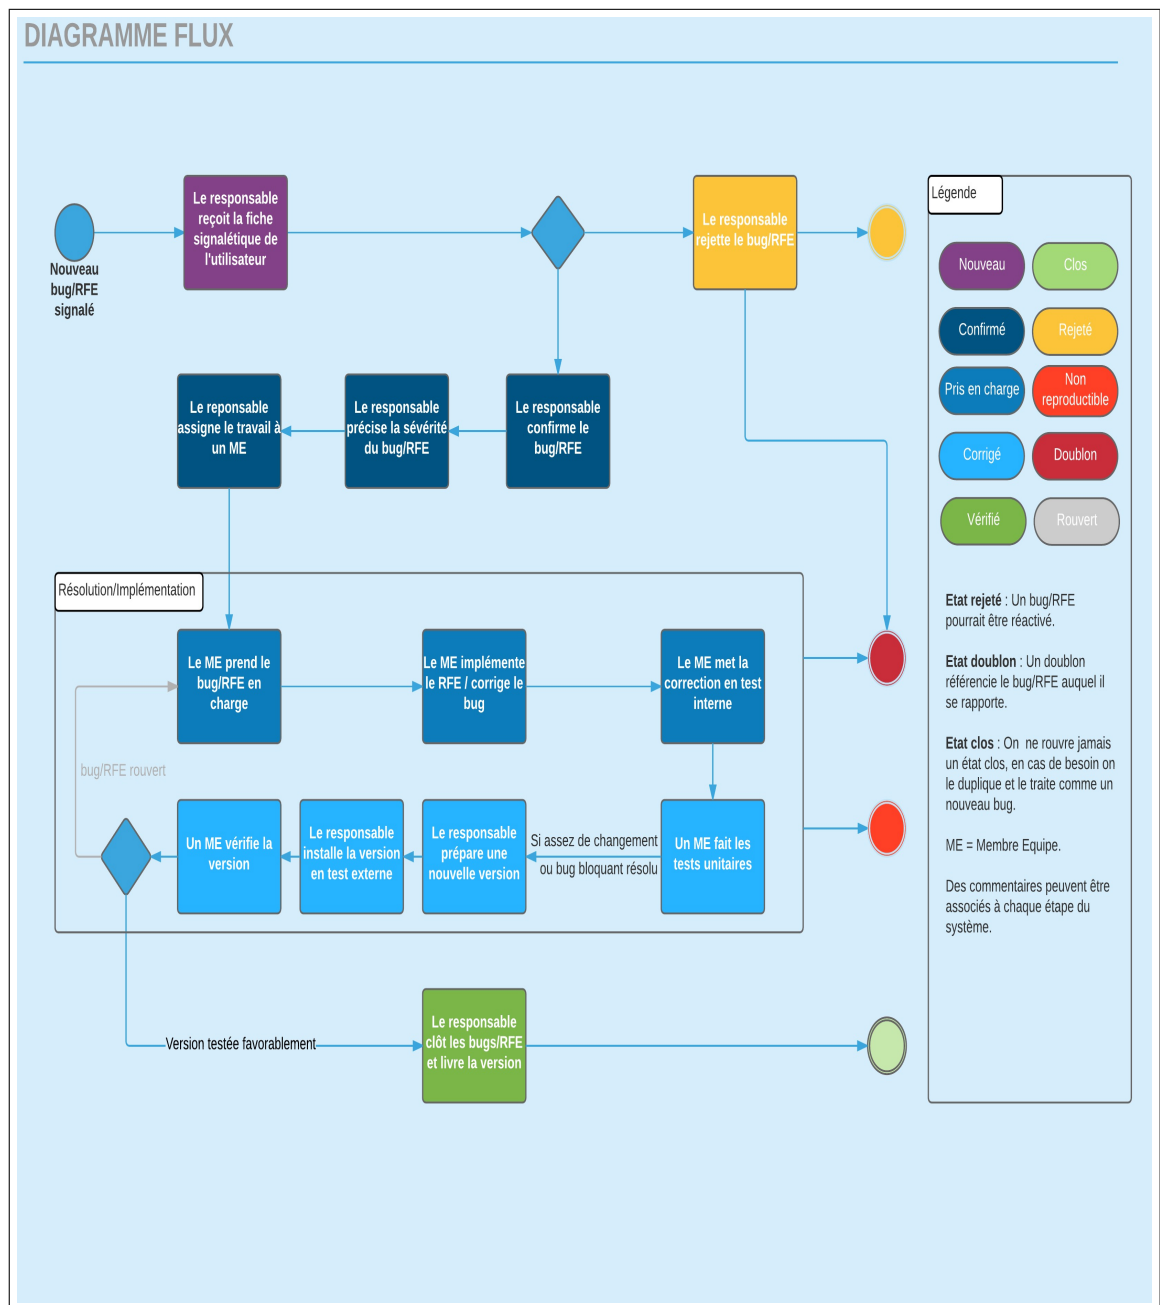 DIAGRAMME FLUX
Nouveau
bug/RFE
signalé
Le responsable
reçoit la fiche
signalétique de
l'utilisateur
Le responsable
rejette le bug/RFE
Le reponsable
assigne le travail à
un ME
Le responsable
précise la sévérité
du bug/RFE
Le responsable
confirme le
bug/RFE
Résolution/Implémentation
Le ME prend le
bug/RFE en
charge
Le ME implémente
le RFE / corrige le
bug
Le ME met la
correction en test
interne
bug/RFE rouvert
Un ME vérifie la
version
Le responsable
installe la version
en test externe
Le responsable
prépare une
nouvelle version
Si assez de changement
ou bug bloquant résolu
Un ME fait les
tests unitaires
Version testée favorablement
Le responsable
clôt les bugs/RFE
et livre la version
Légende
Nouveau
Clos
Confirmé
Rejeté
Pris en charge
Non
reproductible
Corrigé
Doublon
Vérifié
Rouvert
Etat rejeté : Un bug/RFE
pourrait être réactivé.
Etat doublon : Un doublon
référencie le bug/RFE auquel il
se rapporte.
Etat clos : On  ne rouvre jamais
un état clos, en cas de besoin on
le duplique et le traite comme un
nouveau bug.
ME = Membre Equipe.
Des commentaires peuvent être
associés à chaque étape du
système.